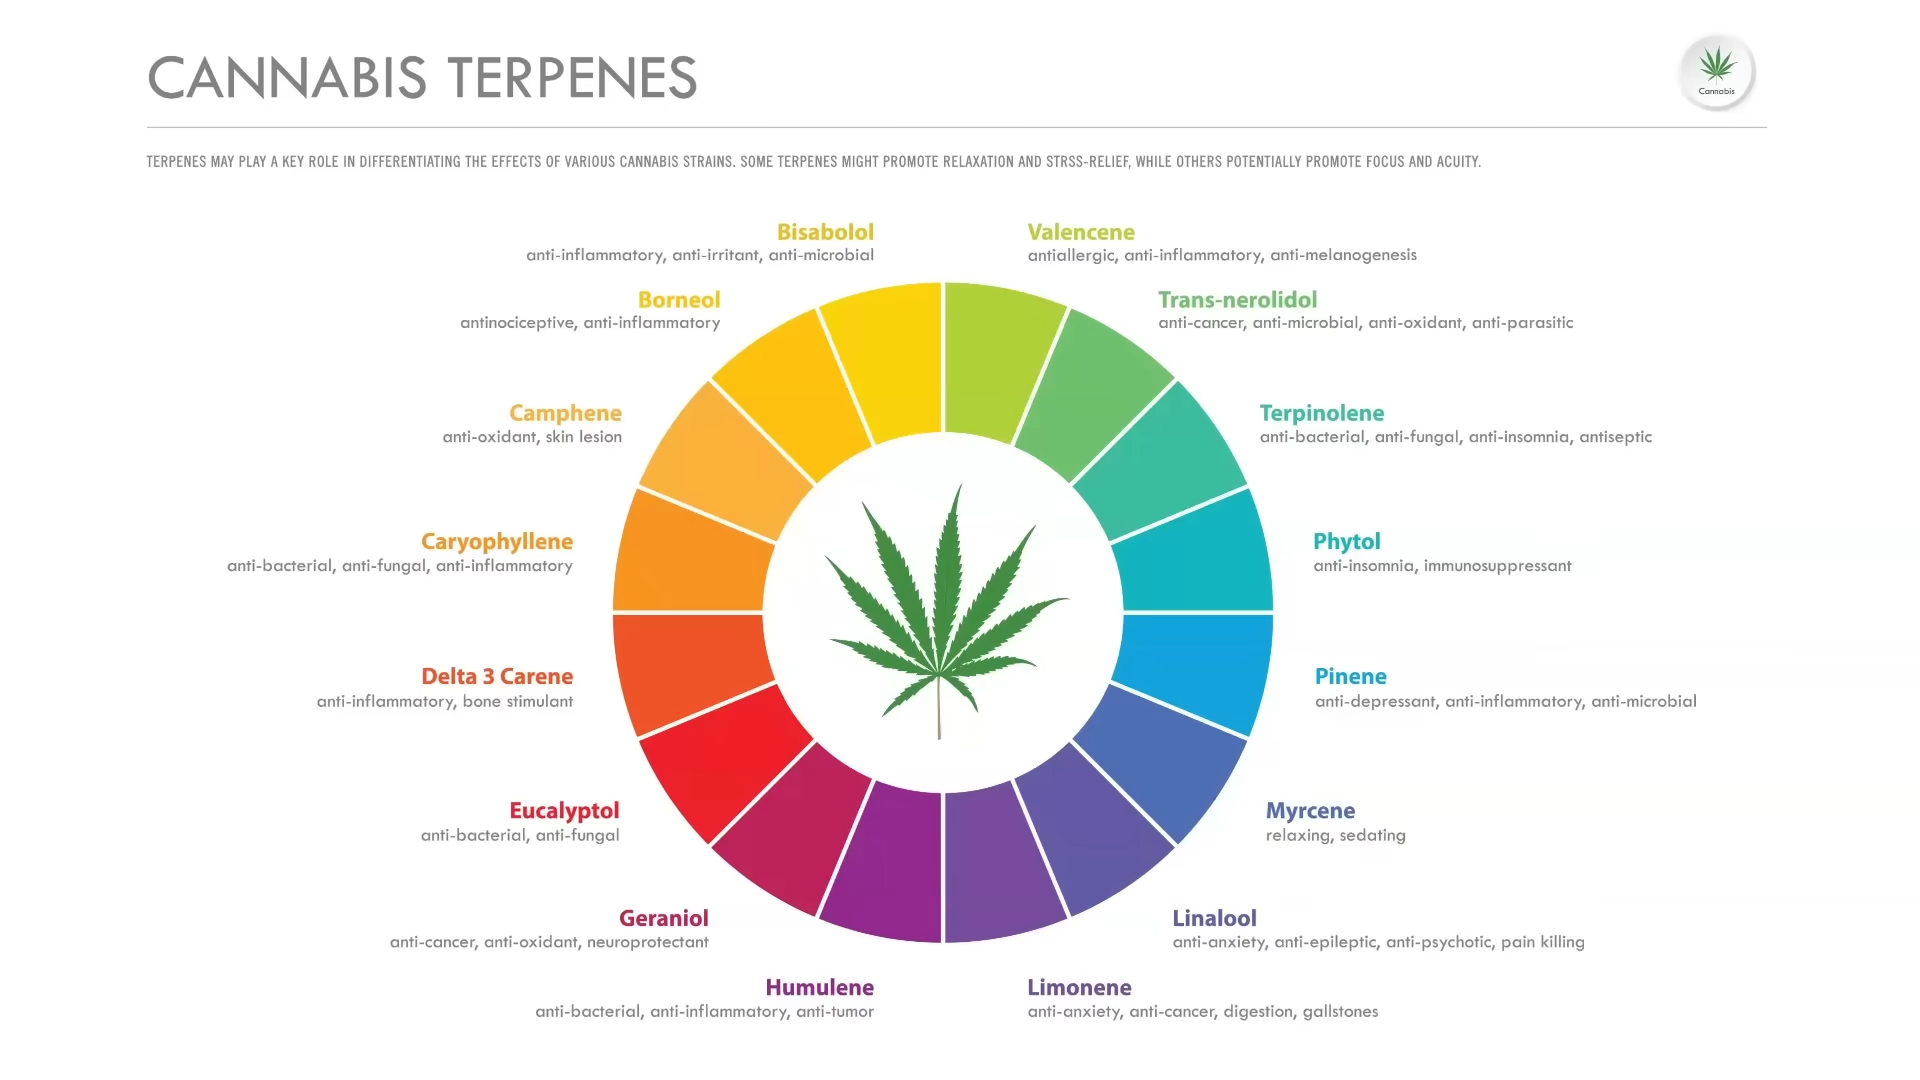 CANNABIS TERPENES
Cannabis
TERPENES MAY PLAY A KEY ROLE IN DIFFERENTIATING THE EFFECTS OF VARIOUS CANNABIS STRAINS. SOME TERPENES MIGHT PROMOTE RELAXATION AND STRSS-RELIEF, WHILE OTHERS POTENTIALLY PROMOTE FOCUS AND ACUITY.
Bisabolol
anti-inflammatory, anti-irritant, anti-microbial
Valencene
antiallergic, anti-inflammatory, anti-melanogenesis
Borneol
antinociceptive, anti-inflammatory
Trans-nerolidol
anti-cancer, anti-microbial, anti-oxidant, anti-parasitic
Camphene
anti-oxidant, skin lesion
Terpinolene
anti-bacterial, anti-fungal, anti-insomnia, antiseptic
Caryophyllene
anti-bacterial, anti-fungal, anti-inflammatory
Phytol
anti-insomnia, immunosuppressant
Delta 3 Carene
anti-inflammatory, bone stimulant
Pinene
anti-depressant, anti-inflammatory, anti-microbial
Eucalyptol
anti-bacterial, anti-fungal
Myrcene
relaxing, sedating
Geraniol
anti-cancer, anti-oxidant, neuroprotectant
Linalool
anti-anxiety, anti-epileptic, anti-psychotic, pain killing
Humulene
anti-bacterial, anti-inflammatory, anti-tumor
Limonene
anti-anxiety, anti-cancer, digestion, gallstones